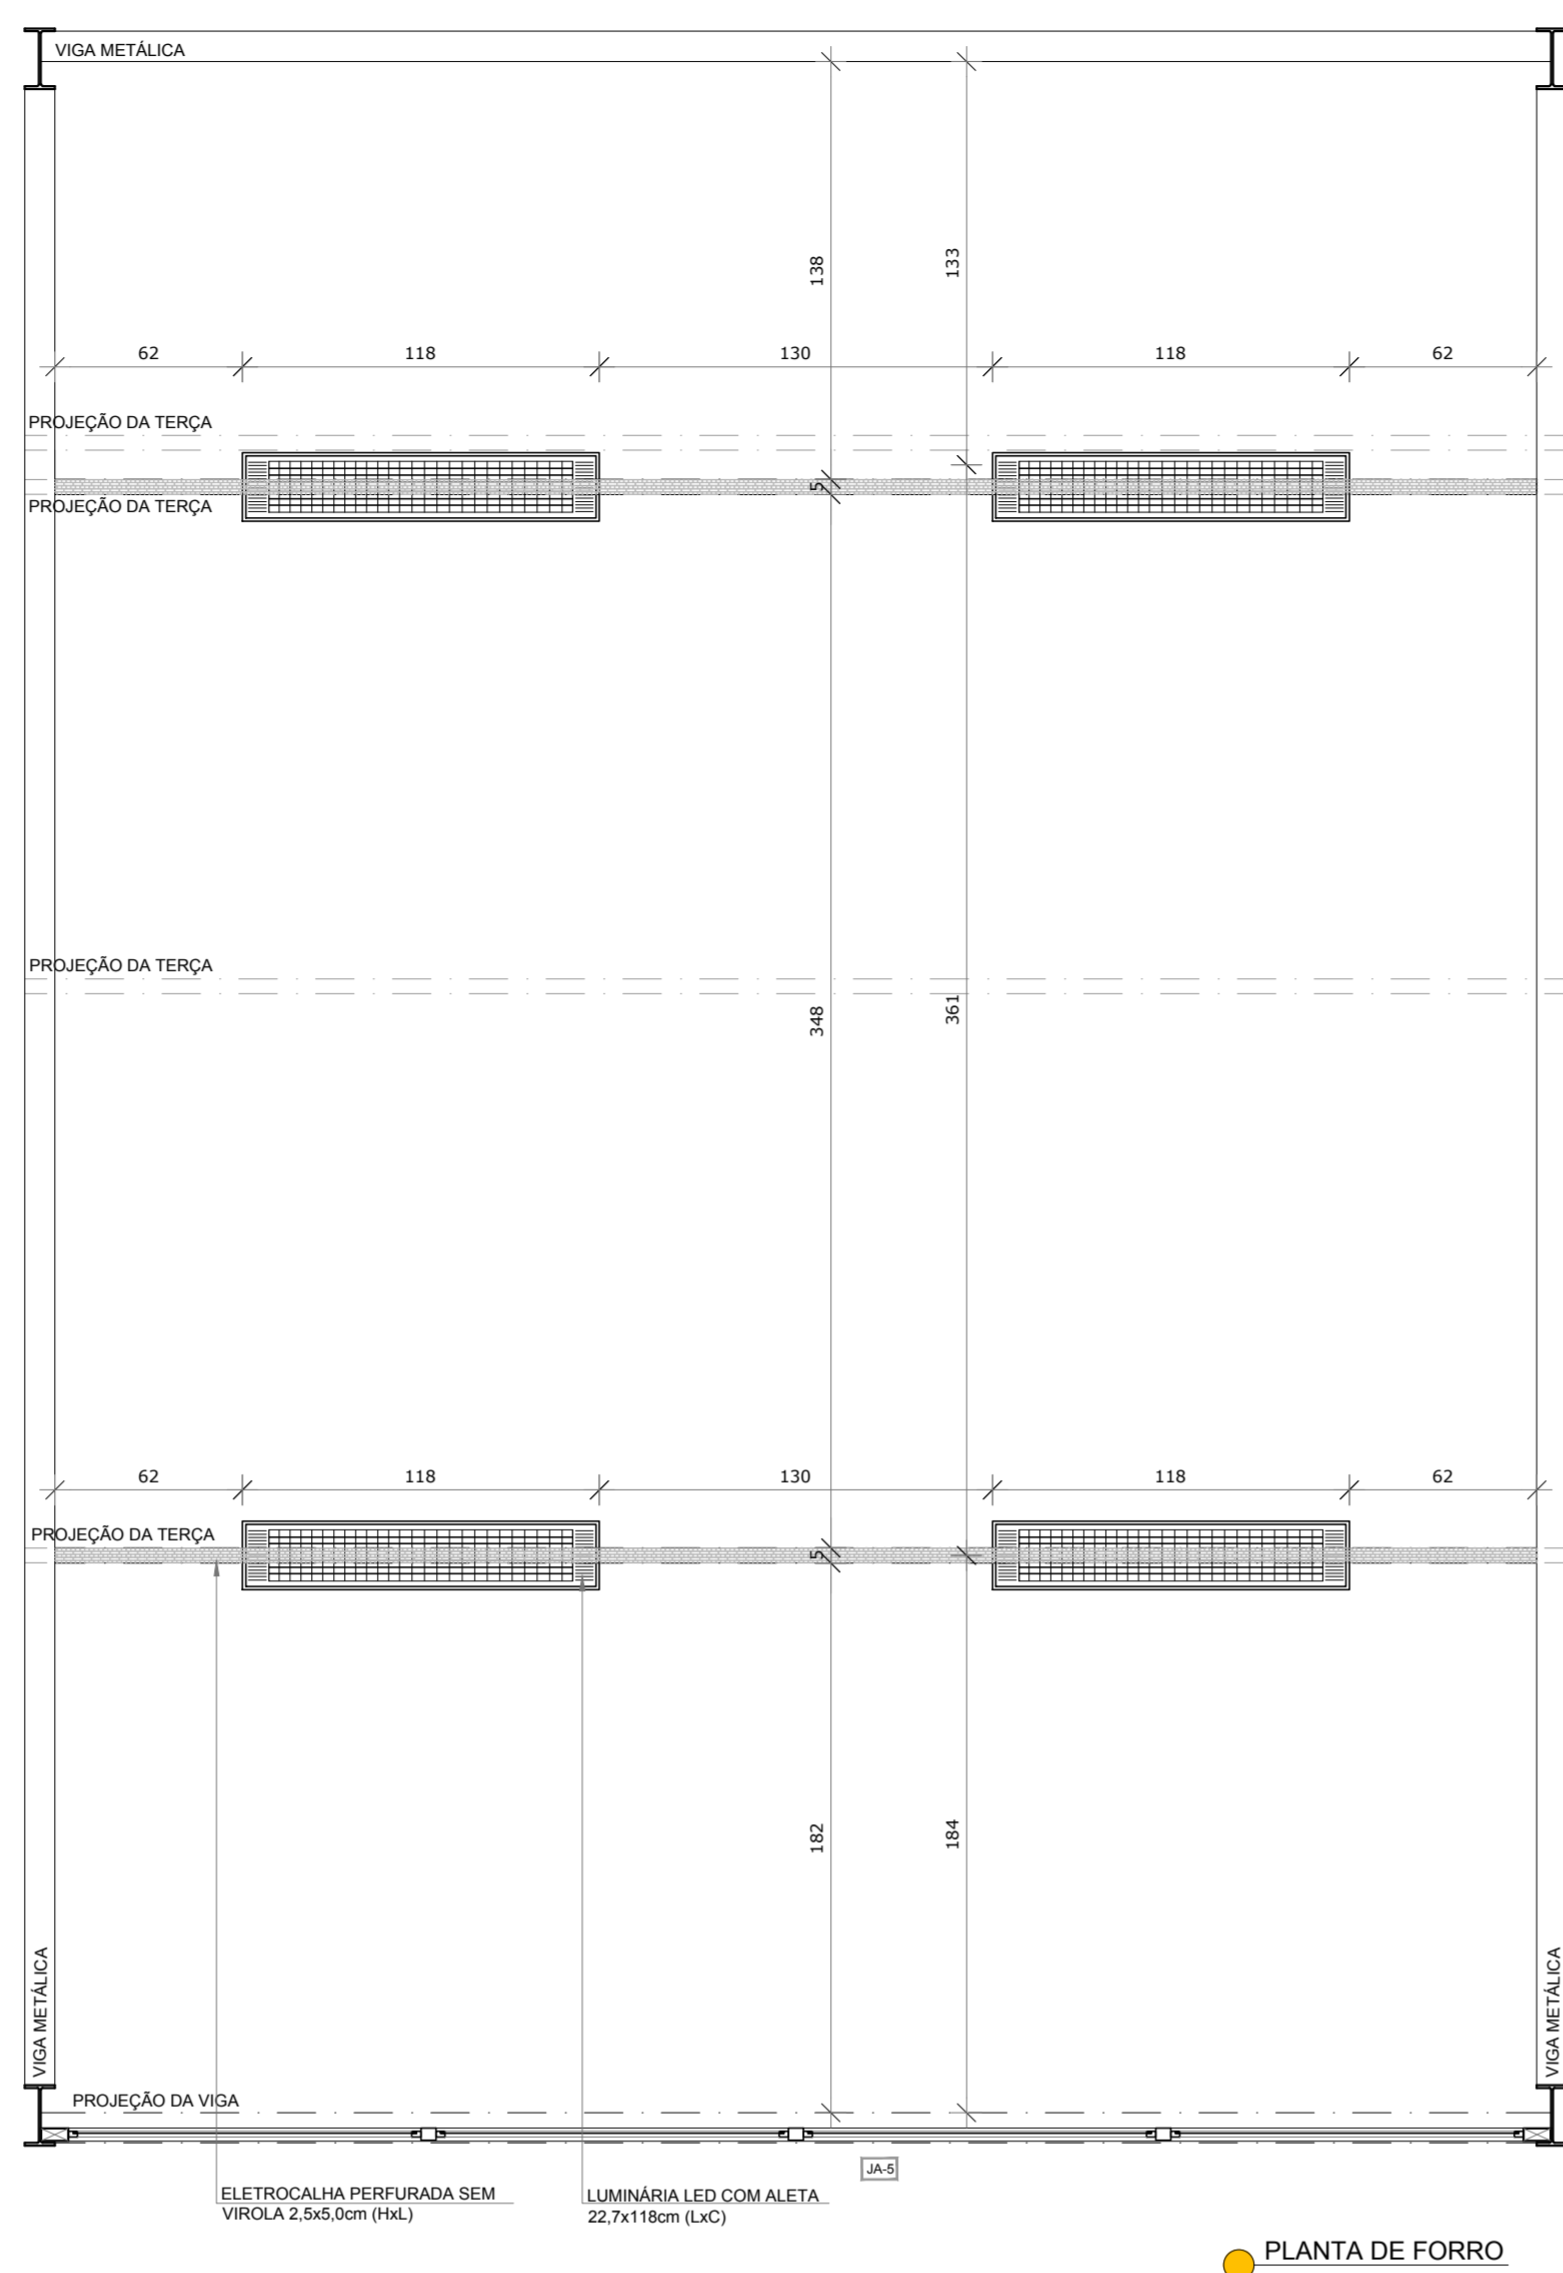 VIGA METÁLICA
138
133
62
118
130
118
62
PROJEÇÃO DA TERÇA
5
PROJEÇÃO DA TERÇA
PROJEÇÃO DA TERÇA
348
361
62
118
130
118
62
PROJEÇÃO DA TERÇA
5
182
184
VIGA METÁLICA
VIGA METÁLICA
PROJEÇÃO DA VIGA
JA-5
ELETROCALHA PERFURADA SEM
VIROLA 2,5x5,0cm (HxL)
LUMINÁRIA LED COM ALETA
22,7x118cm (LxC)
PLANTA DE FORRO